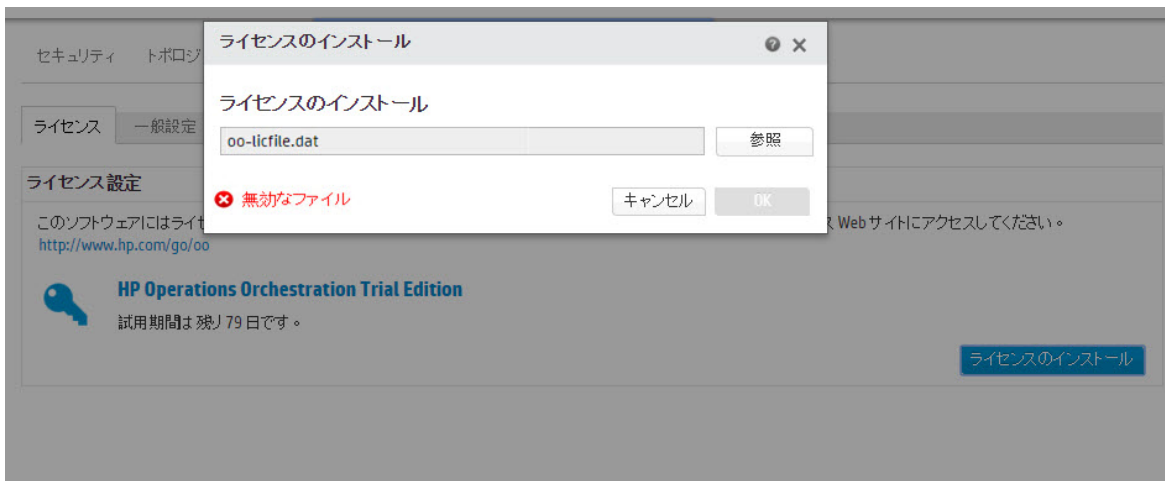 ライセンスのインストール
セキュリティ トポロジ
ライセンスのインストール
ライセンス 一般設定
oo-licfile.dat 参照
ライセンス設定
無効なファイル キャンセル OK
このソフトウェアにはライセ
ス Web サイトにアクセスしてください。
http://www.hp.com/go/oo
HP Operations Orchestration Trial Edition
試用期間は残り 79 日です。
ライセンスのインストール